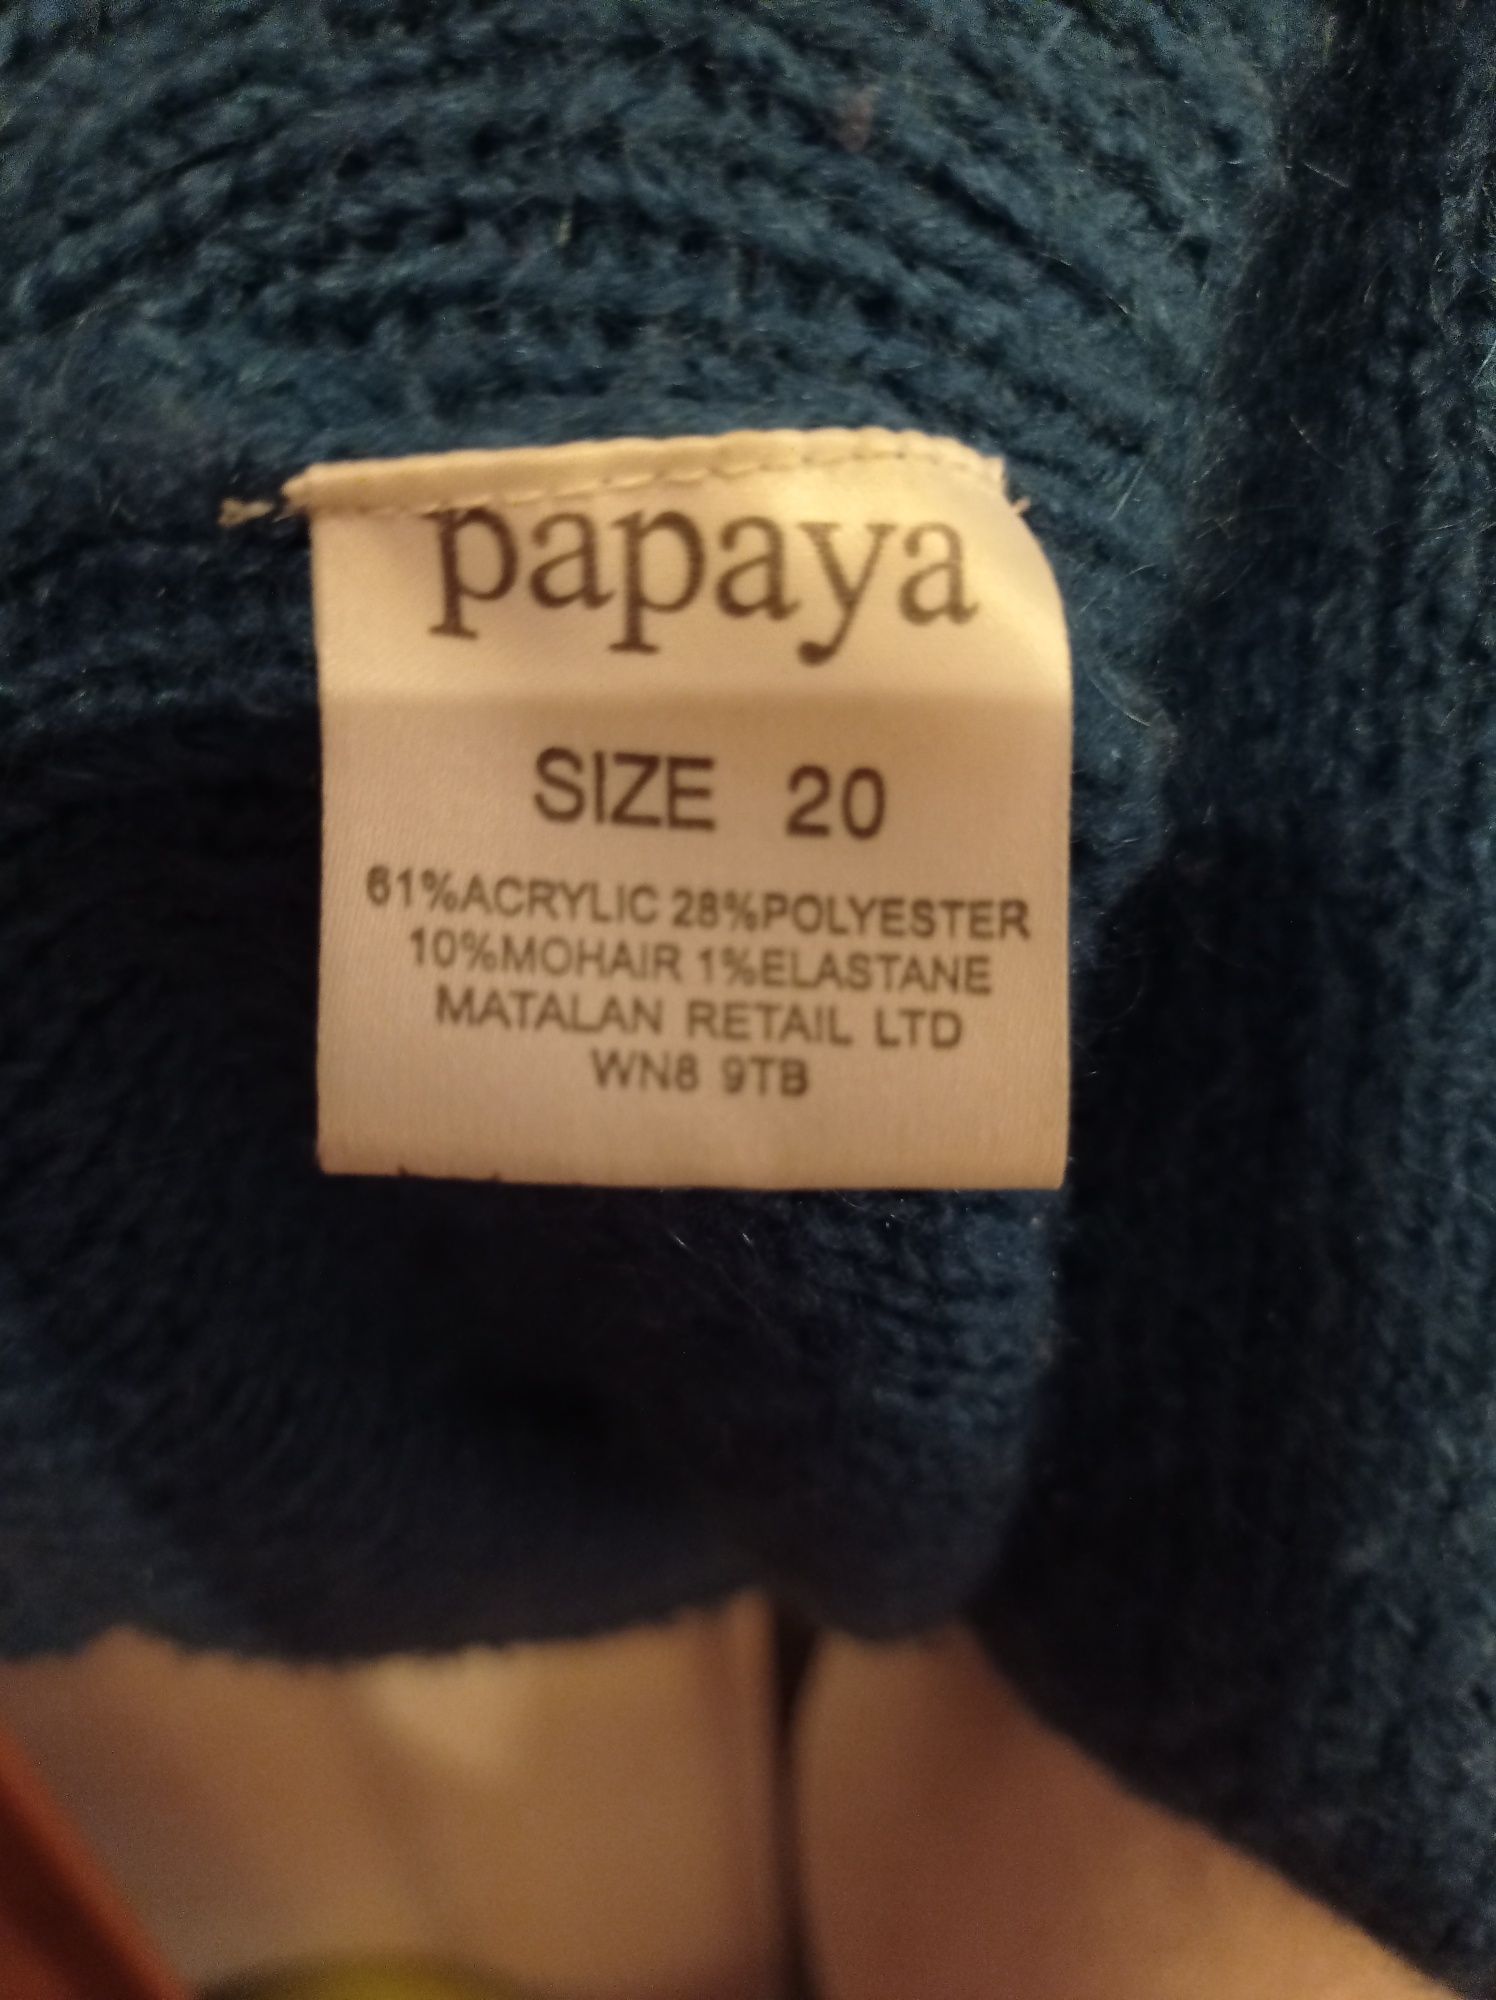 papaya
SIZE 20
61%ACRYLIC 28%POLYESTER
10%MOHAIR 1%ELASTANE
MATALAN RETAIL LTD
WN8 9TB